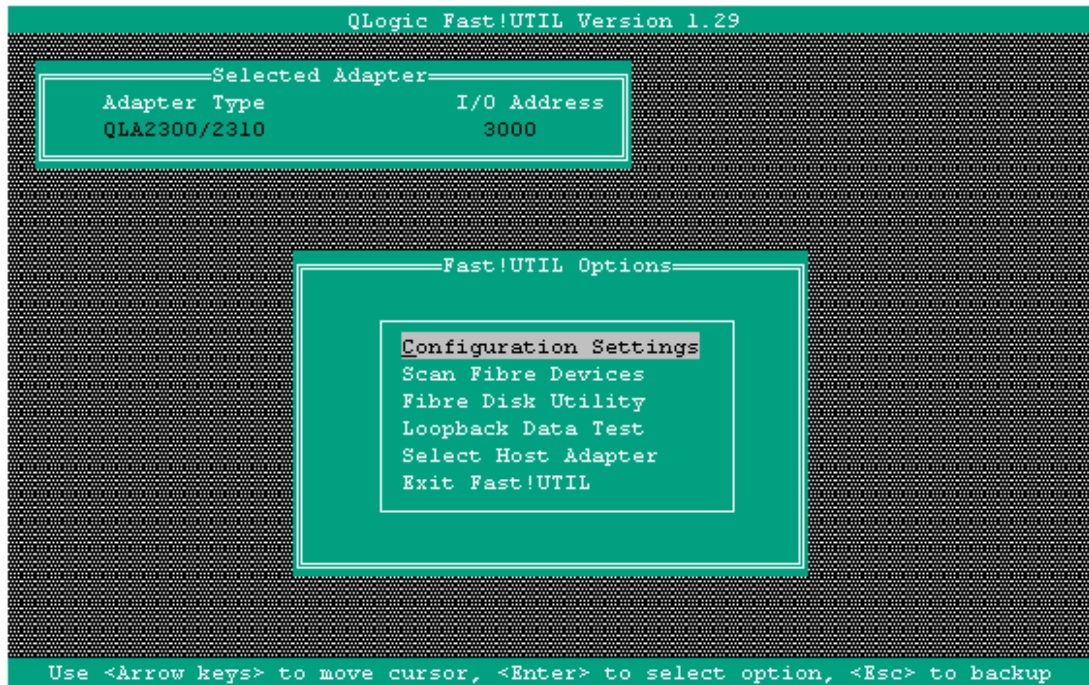 QLogic Fast!UTIL Version 1.29
Selected Adapter
Adapter Type I/O Address
QLA2300/2310 3000
Fast!UTIL Options
Configuration Settings
Scan Fibre Devices
Fibre Disk Utility
Loopback Data Test
Select Host Adapter
Exit Fast!UTIL
Use <Arrow keys> to move cursor, <Enter> to select option, <Esc> to backup